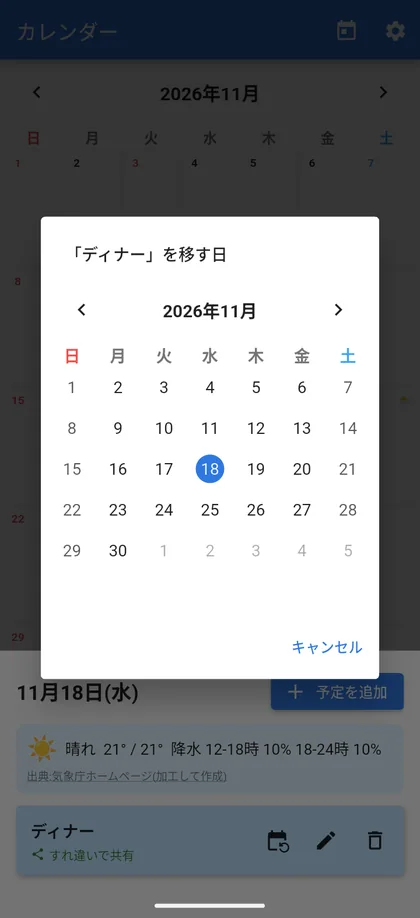 カレンダー
2026年11月
日 月 火 水 木 金 土
1 2 3 4 5 6 7
8
15
22
29
「ディナー」を移す日
2026年11月
日 月 火 水 木 金 土
1 2 3 4 5 6 7
8 9 10 11 12 13 14
15 16 17 18 19 20 21
22 23 24 25 26 27 28
29 30 1 2 3 4 5
キャンセル
11月18日(水)
予定を追加
晴れ 21° / 21° 降水 12-18時 10% 18-24時 10%
出典:気象庁ホームページ(加工して作成)
ディナー
すれ違いで共有